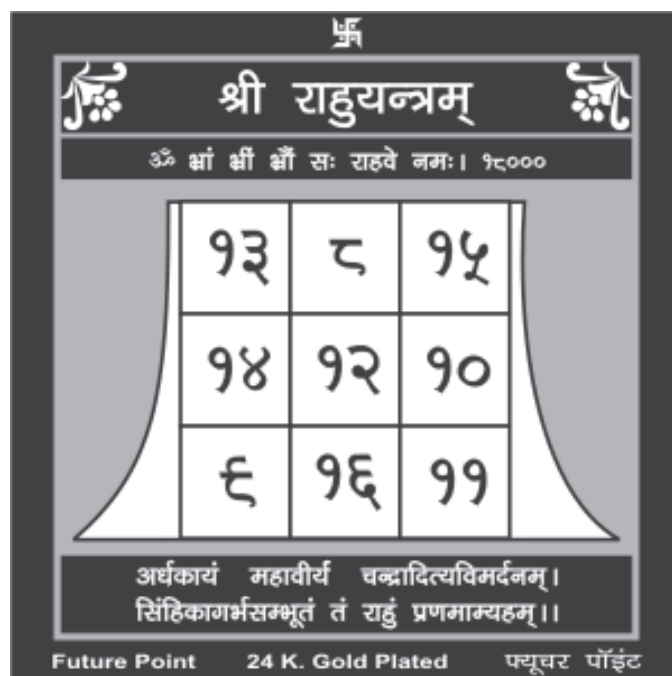 श्री राहुयन्त्रम्
ॐ भ्रां भ्रीं भ्रौं सः राहवे नमः। १८०००
१३ ८ १५
१४ १२ १०
९ १६ ११
अर्धकायं महावीर्यं चन्द्रादित्यविमर्दनम्।
सिंहिकागर्भसम्भूतं तं राहुं प्रणमाम्यहम्।।
Future Point 24 K. Gold Plated फ्यूचर पॉइंट